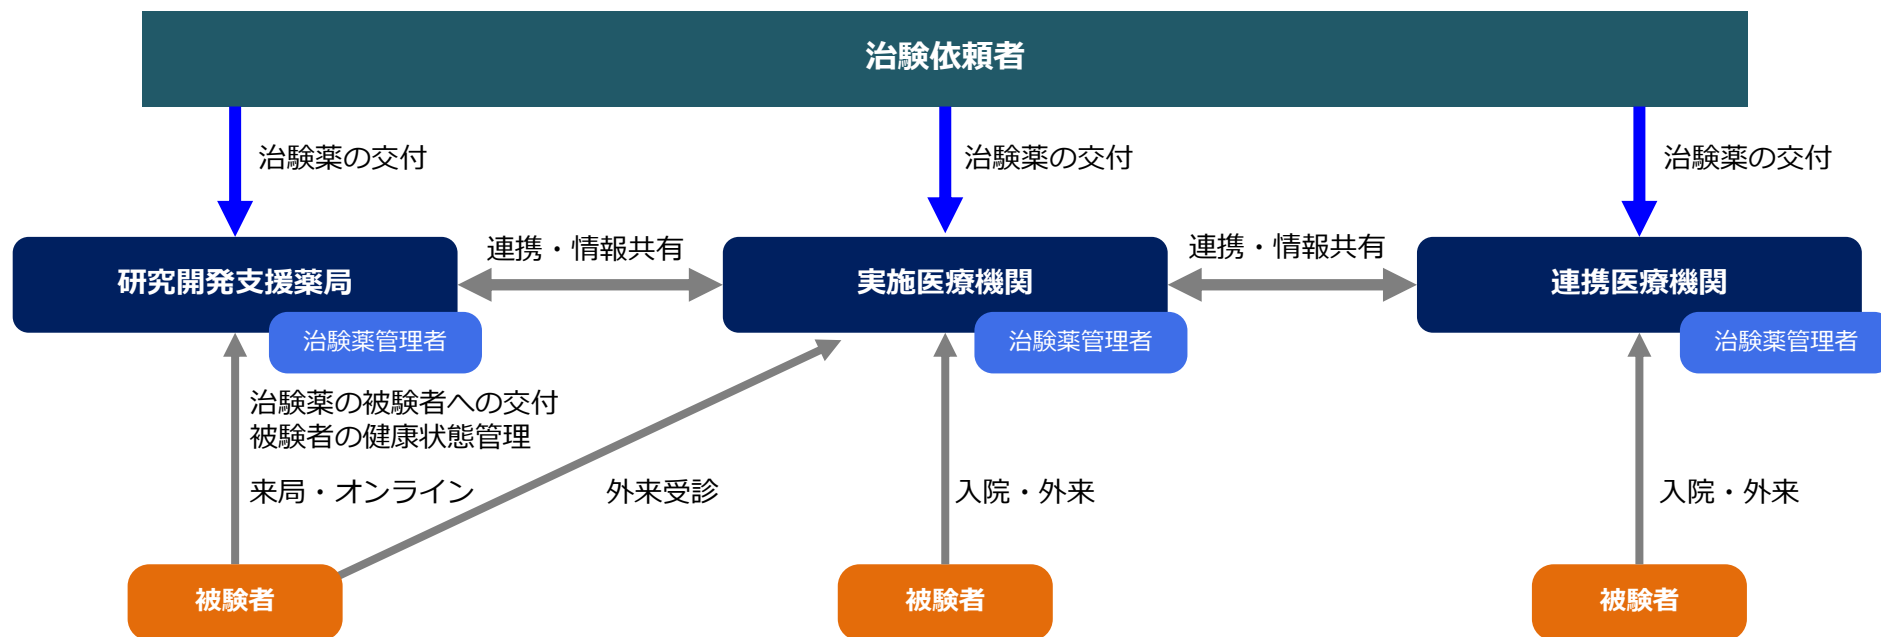 治験依頼者
治験薬の交付
治験薬の交付
治験薬の交付
連携・情報共有
連携・情報共有
研究開発支援薬局
実施医療機関
連携医療機関
治験薬管理者
治験薬管理者
治験薬管理者
治験薬の被験者への交付
被験者の健康状態管理
来局・オンライン
外来受診
入院・外来
入院・外来
被験者
被験者
被験者